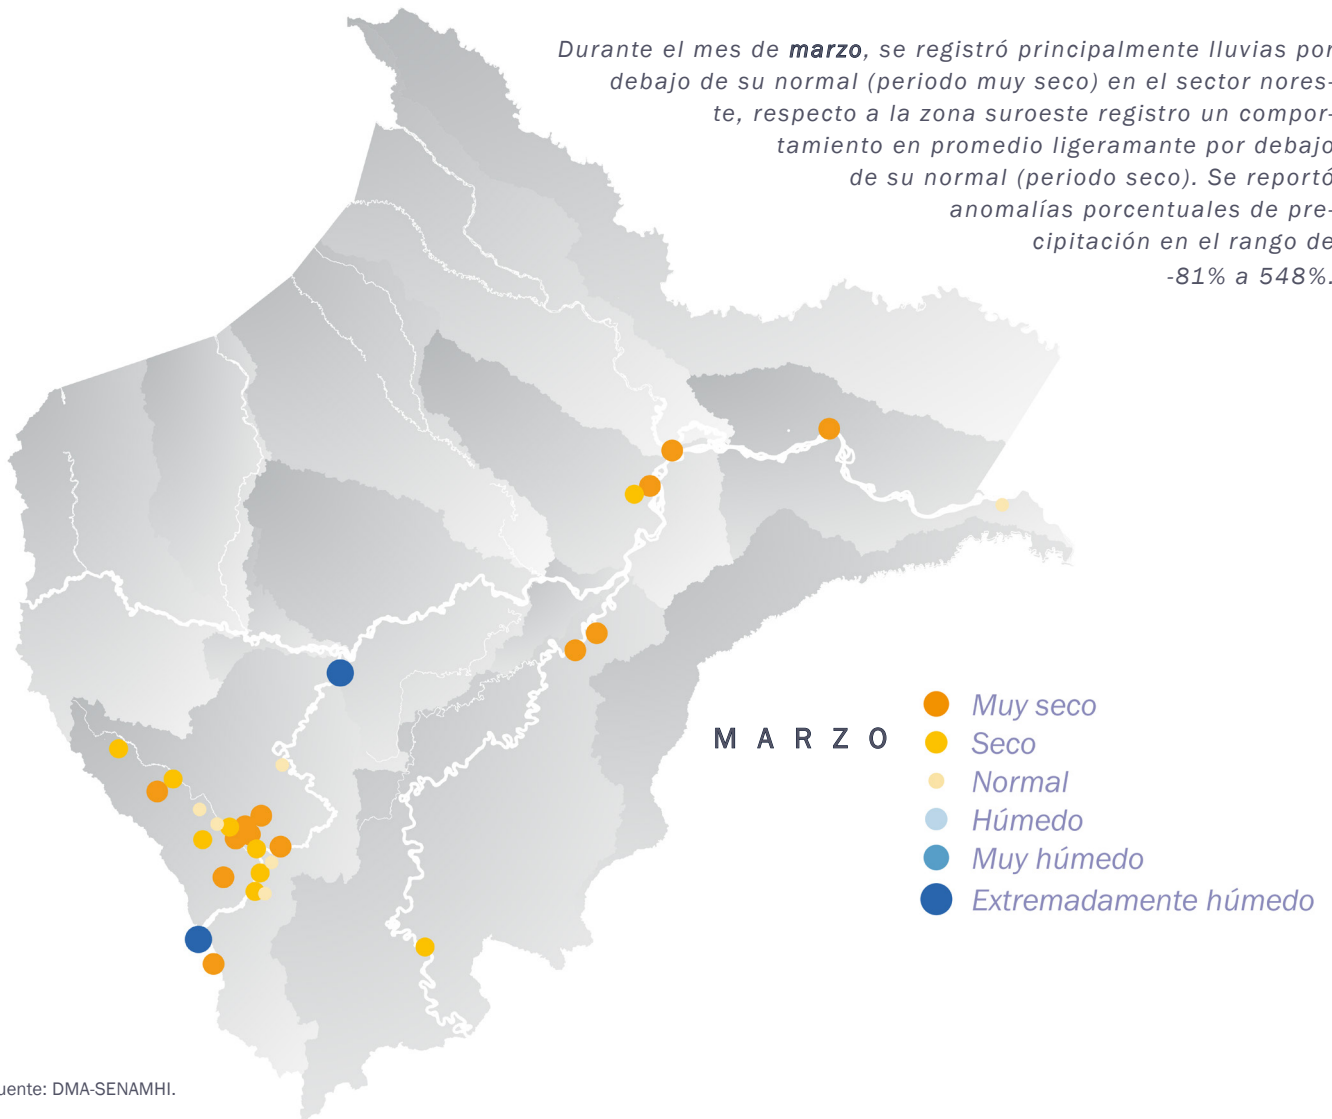 Durante el mes de marzo, se registró principalmente lluvias por
debajo de su normal (periodo muy seco) en el sector nores-
te, respecto a la zona suroeste registro un compor-
tamiento en promedio ligeramante por debajo
de su normal (periodo seco). Se reportó
anomalías porcentuales de pre-
cipitación en el rango de
-81% a 548%.
MARZO
Muy seco
Seco
Normal
Húmedo
Muy húmedo
Extremadamente húmedo
uente: DMA-SENAMHI.